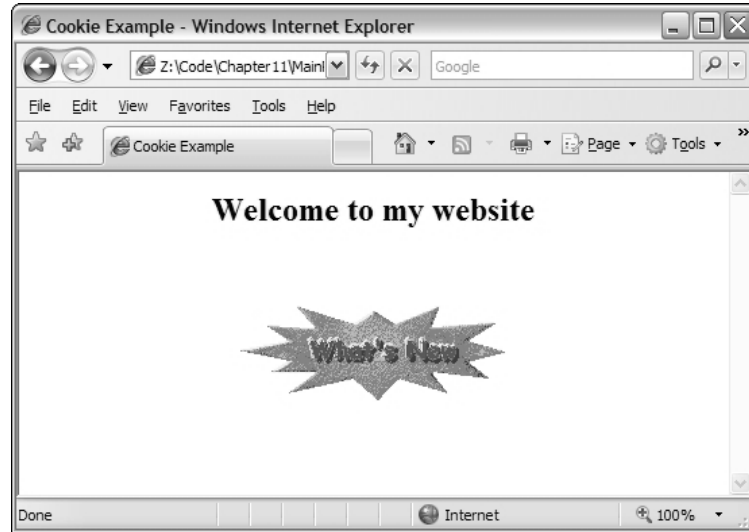 Cookie Example - Windows Internet Explorer
Z:\Code\Chapter11\MainI
Google
File Edit View Favorites Tools Help
Cookie Example
Page Tools »
Welcome to my website
What's New
Done Internet 100%